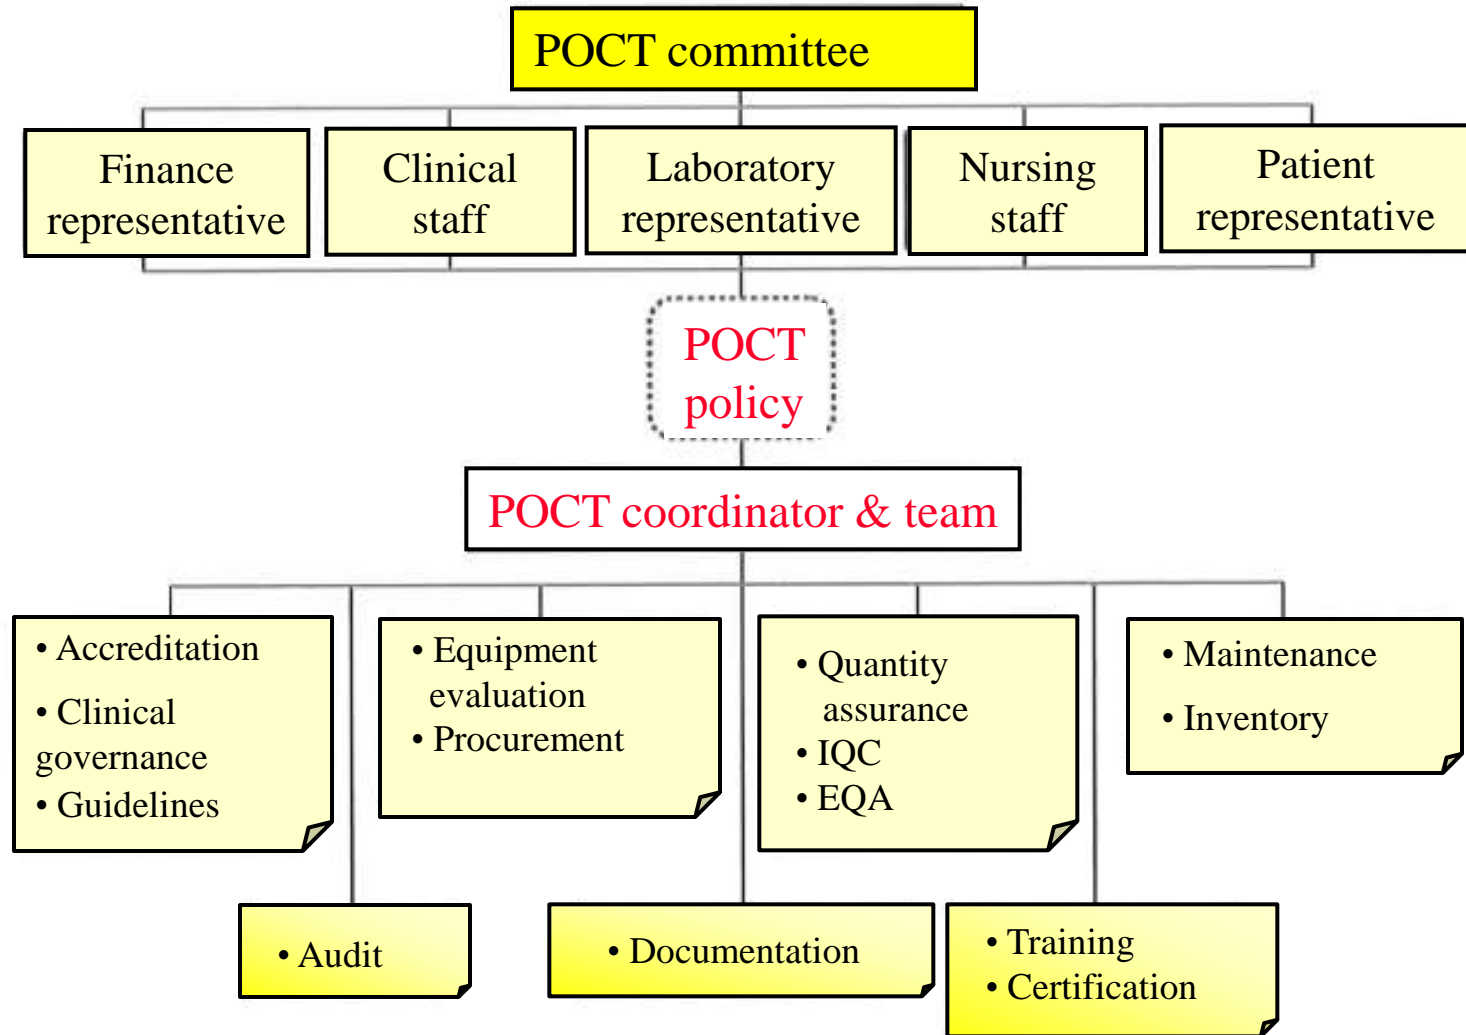 POCT committee
Finance
representative
Clinical
staff
Laboratory
representative
Nursing
staff
Patient
representative
POCT
policy
POCT coordinator & team
• Accreditation
• Clinical
governance
• Guidelines
• Equipment
evaluation
• Procurement
• Quantity
assurance
• IQC
• EQA
• Maintenance
• Inventory
• Audit
• Documentation
• Training
• Certification